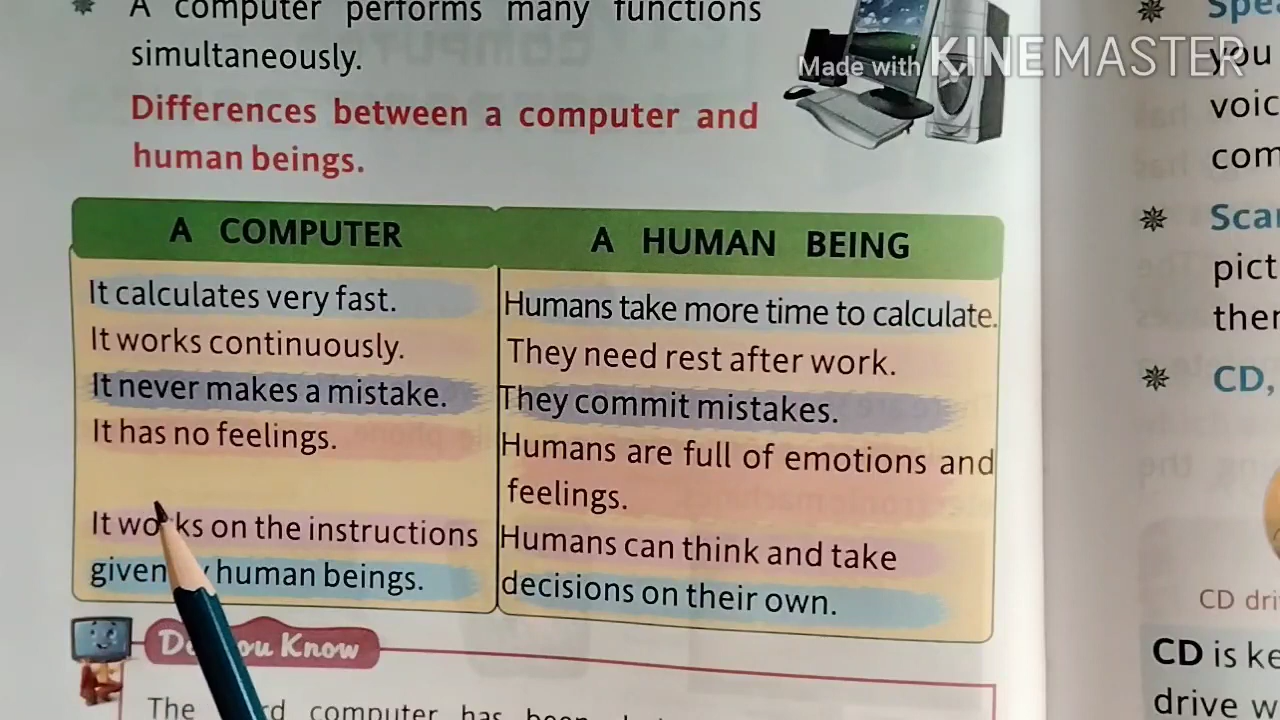 A computer performs many functions
simultaneously.
Differences between a computer and
human beings.
Made with KINEMASTER
A COMPUTER
A HUMAN BEING
It calculates very fast.
Humans take more time to calculate.
It works continuously.
They need rest after work.
It never makes a mistake.
They commit mistakes.
It has no feelings.
Humans are full of emotions and
feelings.
It works on the instructions
given human beings.
Humans can think and take
decisions on their own.
you Know
The computer has been
you
voic
com
Scar
pict
ther
CD,
CD dri
CD is ke
drive w